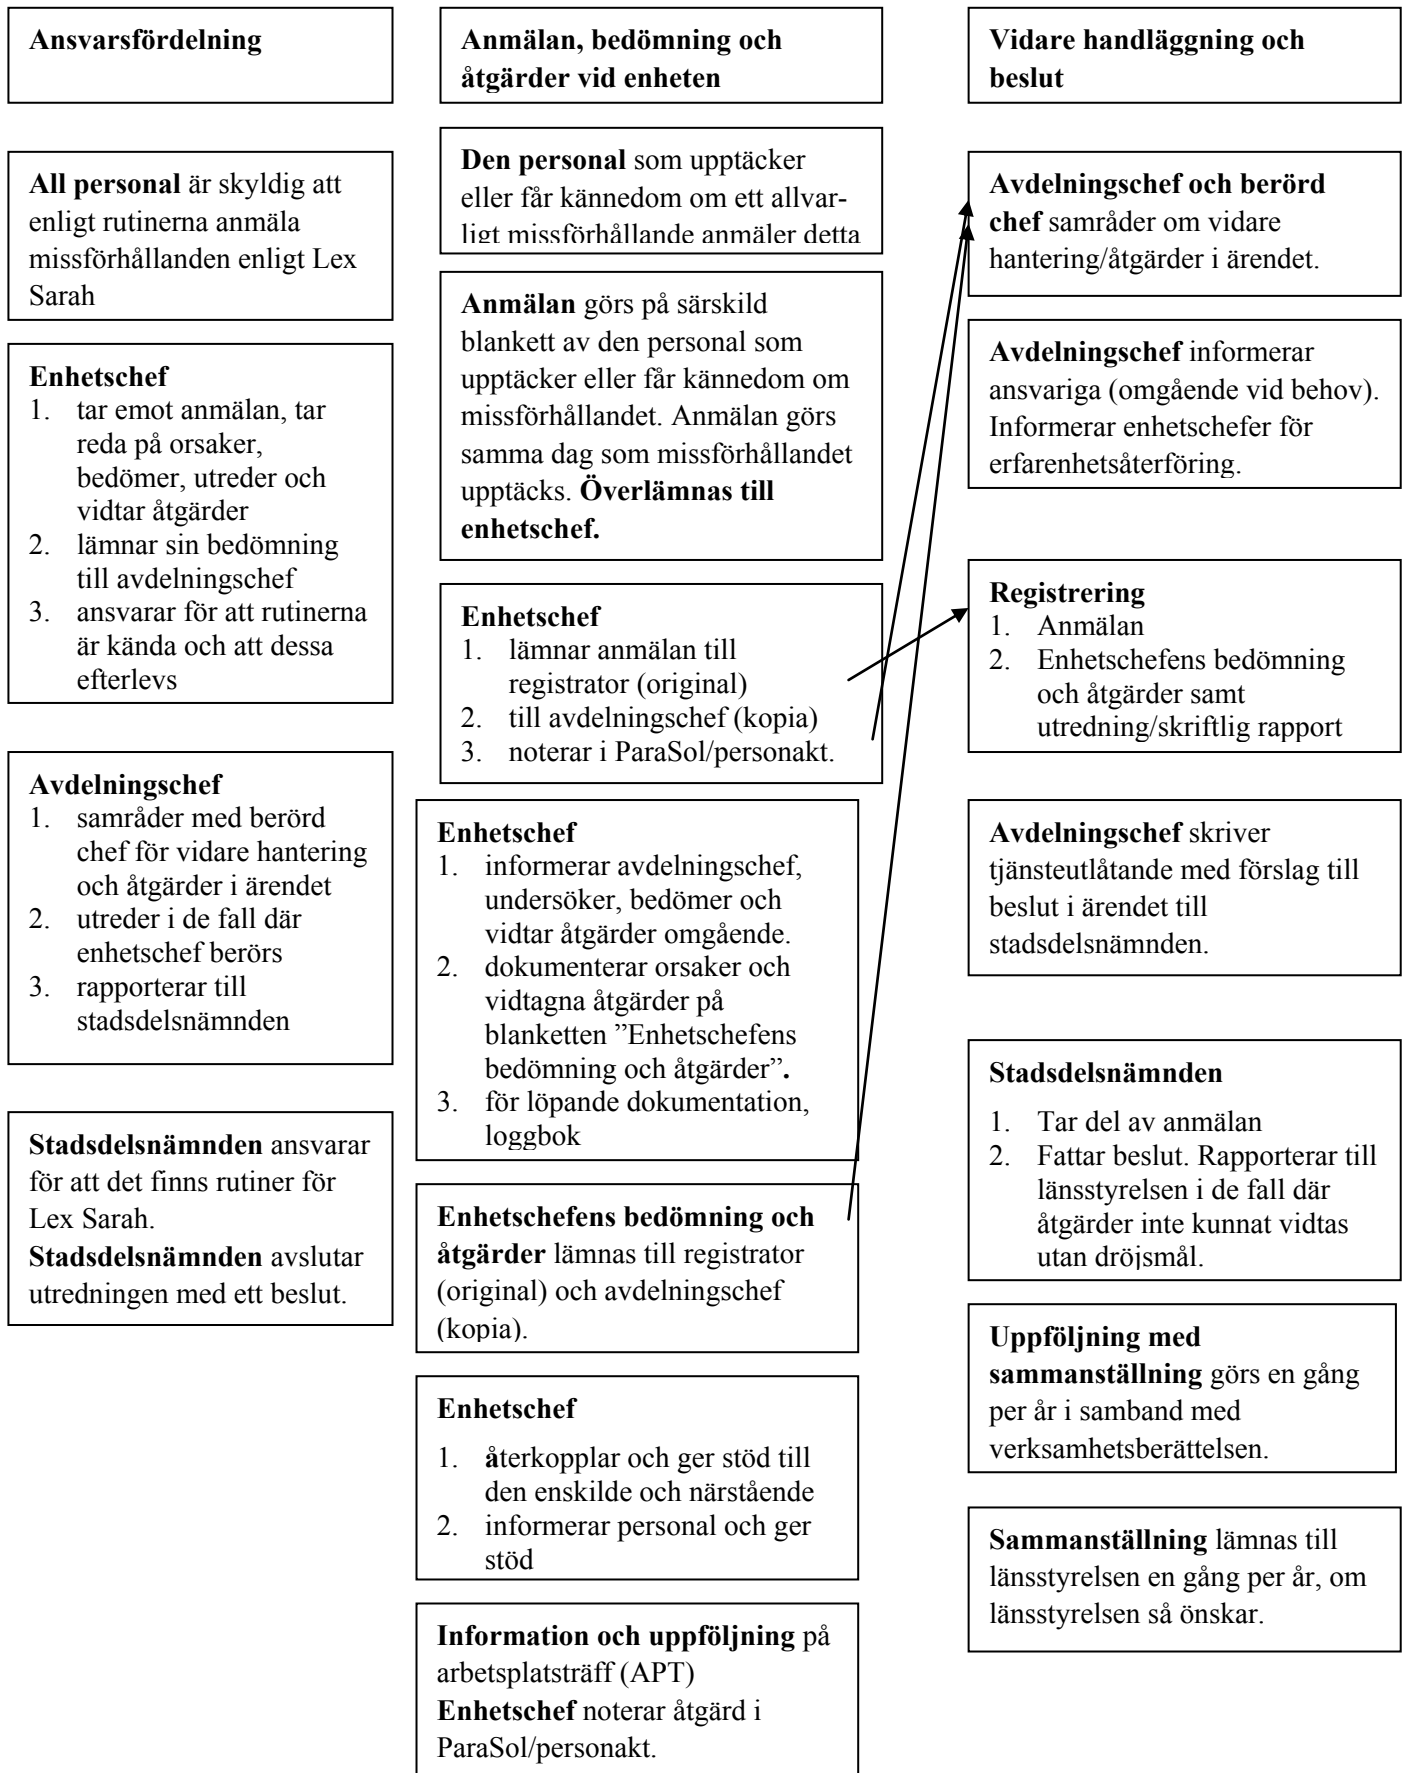 Ansvarsfördelning
All personal är skyldig att
enligt rutinerna anmäla
missförhållanden enligt Lex
Sarah
Enhetschef
1. tar emot anmälan, tar
reda på orsaker,
bedömer, utreder och
vidtar åtgärder
2. lämnar sin bedömning
till avdelningschef
3. ansvarar för att rutinerna
är kända och att dessa
efterlevs
Avdelningschef
1. samråder med berörd
chef för vidare hantering
och åtgärder i ärendet
2. utreder i de fall där
enhetschef berörs
3. rapporterar till
stadsdelsnämnden
Stadsdelsnämnden ansvarar
för att det finns rutiner för
Lex Sarah.
Stadsdelsnämnden avslutar
utredningen med ett beslut.
Anmälan, bedömning och
åtgärder vid enheten
Den personal som upptäcker
eller får kännedom om ett allvar-
ligt missförhållande anmäler detta
Anmälan görs på särskild
blankett av den personal som
upptäcker eller får kännedom om
missförhållandet. Anmälan görs
samma dag som missförhållandet
upptäcks. Överlämnas till
enhetschef.
Enhetschef
1. lämnar anmälan till
registrator (original)
2. till avdelningschef (kopia)
3. noterar i ParaSol/personakt.
Enhetschef
1. informerar avdelningschef,
undersöker, bedömer och
vidtar åtgärder omgående.
2. dokumenterar orsaker och
vidtagna åtgärder på
blanketten ”Enhetschefens
bedömning och åtgärder”.
3. för löpande dokumentation,
loggbok
Enhetschefens bedömning och
åtgärder lämnas till registrator
(original) och avdelningschef
(kopia).
Enhetschef
1. återkopplar och ger stöd till
den enskilde och närstående
2. informerar personal och ger
stöd
Information och uppföljning på
arbetsplatsträff (APT)
Enhetschef noterar åtgärd i
ParaSol/personakt.
Vidare handläggning och
beslut
Avdelningschef och berörd
chef samråder om vidare
hantering/åtgärder i ärendet.
Avdelningschef informerar
ansvariga (omgående vid behov).
Informerar enhetschefer för
erfarenhetsåterföring.
Registrering
1. Anmälan
2. Enhetschefens bedömning
och åtgärder samt
utredning/skriftlig rapport
Avdelningschef skriver
tjänsteutlåtande med förslag till
beslut i ärendet till
stadsdelsnämnden.
Stadsdelsnämnden
1. Tar del av anmälan
2. Fattar beslut. Rapporterar till
länsstyrelsen i de fall där
åtgärder inte kunnat vidtas
utan dröjsmål.
Uppföljning med
sammanställning görs en gång
per år i samband med
verksamhetsberättelsen.
Sammanställning lämnas till
länsstyrelsen en gång per år, om
länsstyrelsen så önskar.